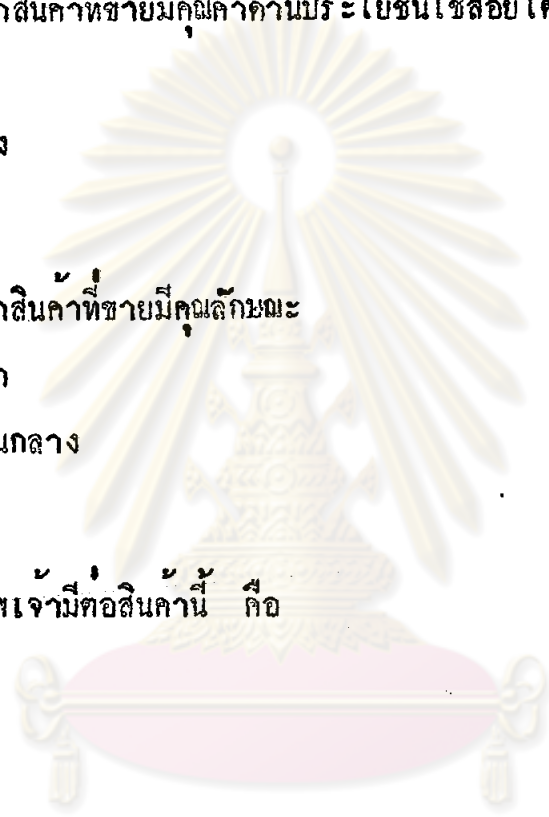 าสินค้าที่ขายมีคุณค่าด้านประโยชน์ใช้สอยได้
ง
าสินค้าที่ขายมีคุณลักษณะ
ก
นกลาง
พเจ้ามีต่อสินค้านี้ คือ